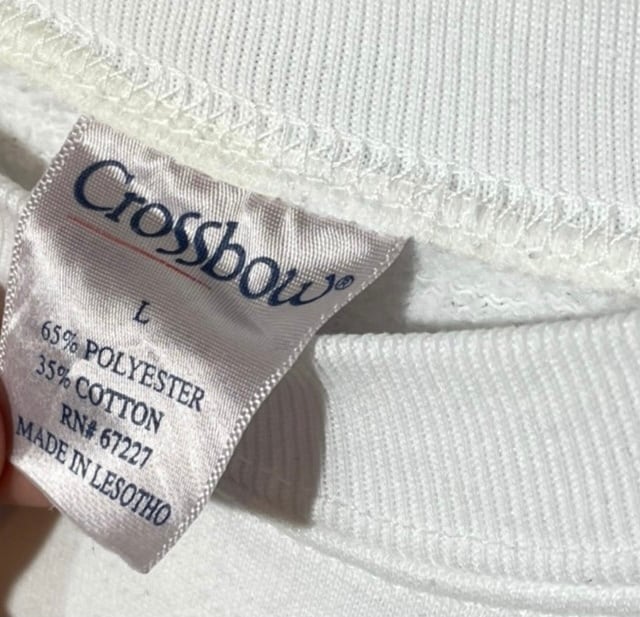 Crossbow®
L
65% POLYESTER
35% COTTON
RN# 67227
MADE IN LESOTHO